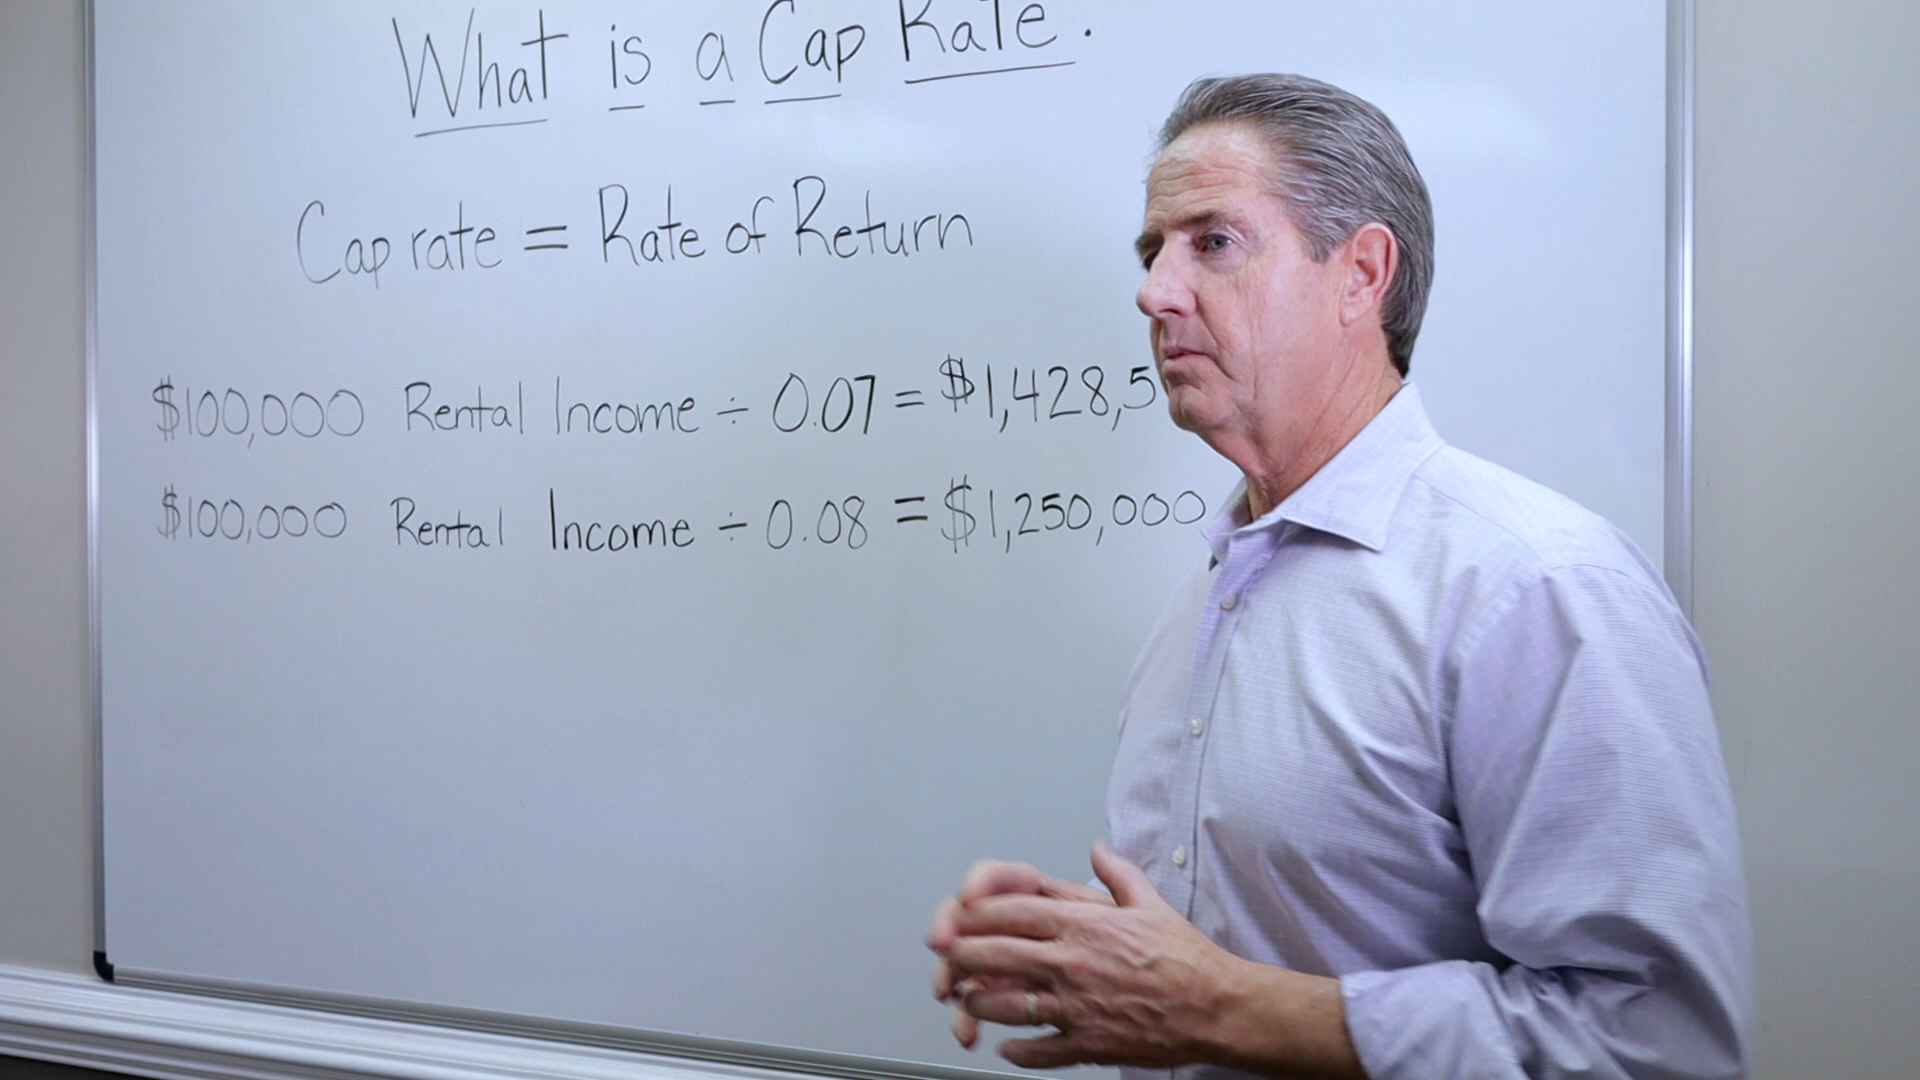 What is a Cap Rate.
Cap rate = Rate of Return
$100,000 Rental Income ÷ 0.07 = $1,428,5
$100,000 Rental Income ÷ 0.08 = $1,250,000